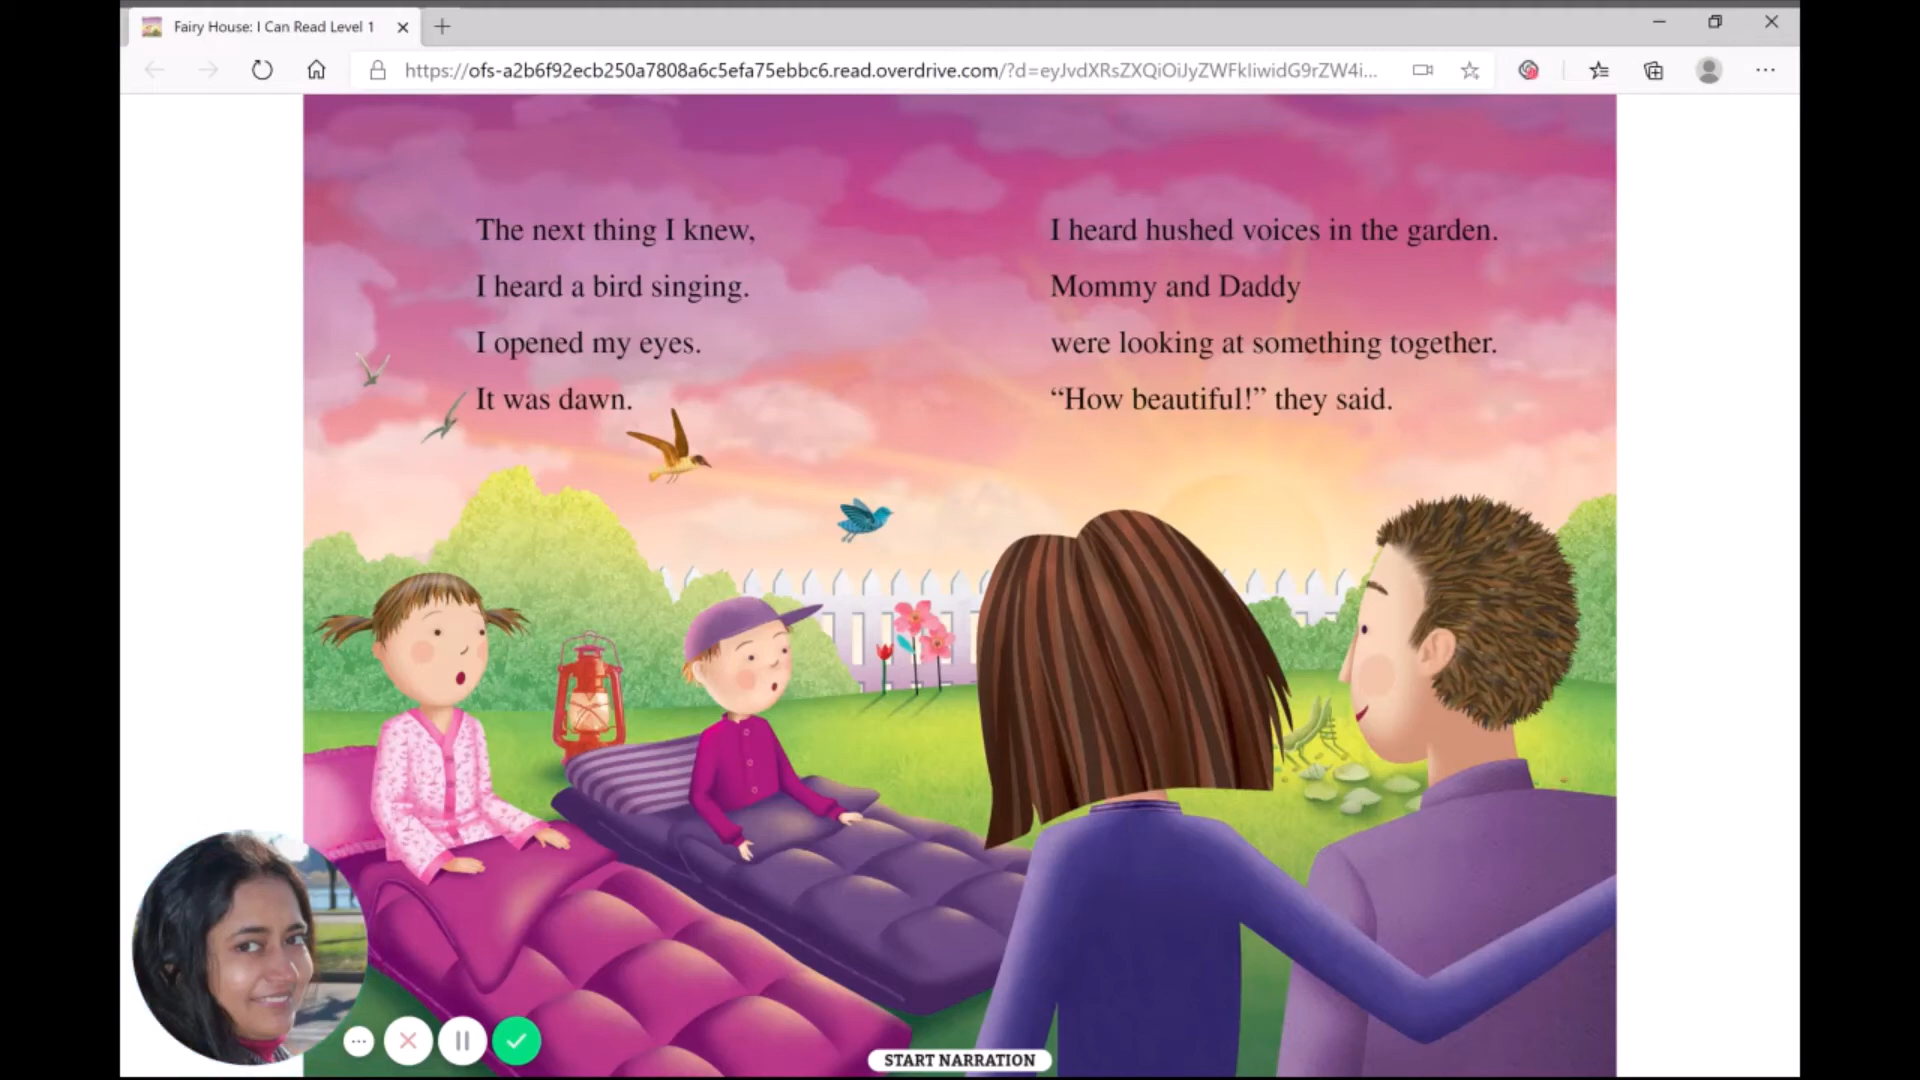 Fairy House: I Can Read Level 1
https://ofs-a2b6f92ecb250a7808a6c5efa75ebbc6.read.overdrive.com/?d=eyJvdXRsZXQiOiJyZWFkIiwidG9rZW4i...
The next thing I knew,
I heard a bird singing.
I opened my eyes.
It was dawn.
I heard hushed voices in the garden.
Mommy and Daddy
were looking at something together.
“How beautiful!” they said.
START NARRATION